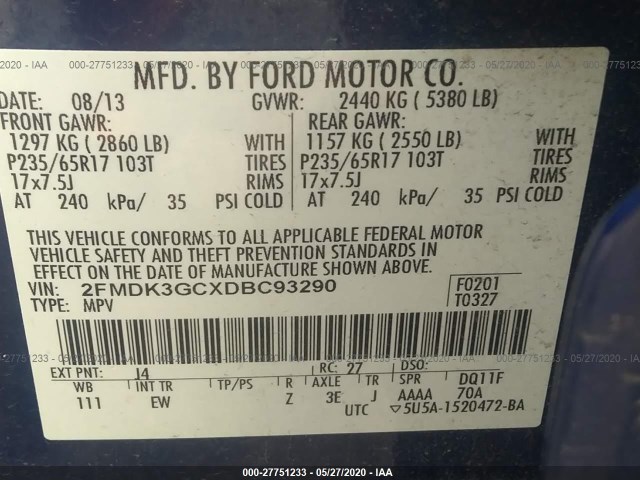 000-27751233 - 05/27/2020 - IAA
MFD. BY FORD MOTOR CO.
DATE: 08/13 GVWR: 2440 KG ( 5380 LB)
FRONT GAWR: REAR GAWR:
1297 KG ( 2860 LB) WITH 1157 KG ( 2550 LB) WITH
P235/65R17 103T TIRES P235/65R17 103T TIRES
17x7.5J RIMS 17x7.5J RIMS
AT 240 kPa/ 35 PSI COLD AT 240 kPa/ 35 PSI COLD
THIS VEHICLE CONFORMS TO ALL APPLICABLE FEDERAL MOTOR
VEHICLE SAFETY AND THEFT PREVENTION STANDARDS IN
EFFECT ON THE DATE OF MANUFACTURE SHOWN ABOVE.
VIN: 2FMDK3GCXDBC93290 F0201
TYPE: MPV T0327
EXT PNT: J4 RC: 27 DSO:
WB INT TR TP/PS R AXLE TR SPR DQ11F
111 EW Z 3E J AAAA 70A
UTC ▽5U5A-1520472-BA
000-27751233 - 05/27/2020 - IAA